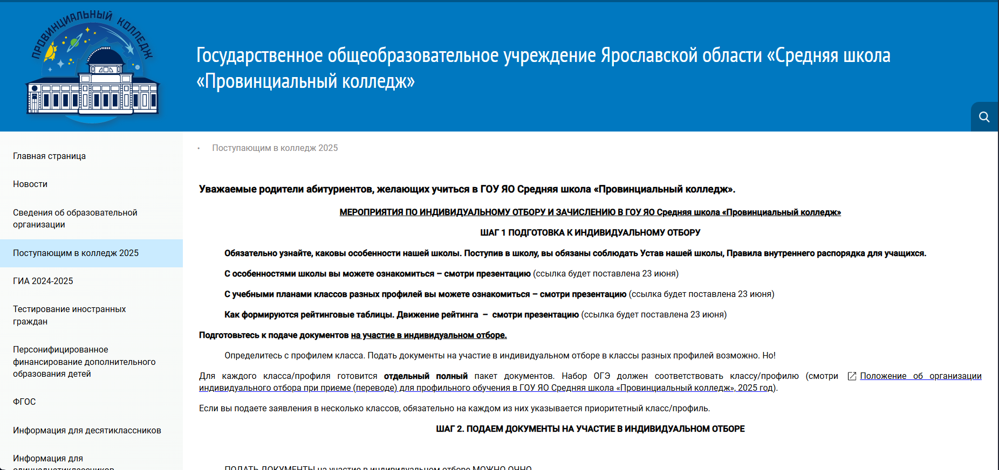 ПРОВИНЦИАЛЬНЫЙ КОЛЛЕДЖ
Государственное общеобразовательное учреждение Ярославской области «Средняя школа
«Провинциальный колледж»
Главная страница
Новости
Сведения об образовательной
организации
Поступающим в колледж 2025
ГИА 2024-2025
Тестирование иностранных
граждан
Персонифицированное
финансирование дополнительного
образования детей
ФГОС
Информация для десятиклассников
Информация для
одиннадцатиклассников
• Поступающим в колледж 2025
Уважаемые родители абитуриентов, желающих учиться в ГОУ ЯО Средняя школа «Провинциальный колледж».
МЕРОПРИЯТИЯ ПО ИНДИВИДУАЛЬНОМУ ОТБОРУ И ЗАЧИСЛЕНИЮ В ГОУ ЯО Средняя школа «Провинциальный колледж»
ШАГ 1 ПОДГОТОВКА К ИНДИВИДУАЛЬНОМУ ОТБОРУ
Обязательно узнайте, каковы особенности нашей школы. Поступив в школу, вы обязаны соблюдать Устав нашей школы, Правила внутреннего распорядка для учащихся.
С особенностями школы вы можете ознакомиться – смотри презентацию (ссылка будет поставлена 23 июня)
С учебными планами классов разных профилей вы можете ознакомиться – смотри презентацию (ссылка будет поставлена 23 июня)
Как формируются рейтинговые таблицы. Движение рейтинга – смотри презентацию (ссылка будет поставлена 23 июня)
Подготовьтесь к подаче документов на участие в индивидуальном отборе.
Определитесь с профилем класса. Подать документы на участие в индивидуальном отборе в классы разных профилей возможно. Но!
Для каждого класса/профиля готовится отдельный полный пакет документов. Набор ОГЭ должен соответствовать классу/профилю (смотри Положение об организации
индивидуального отбора при приеме (переводе) для профильного обучения в ГОУ ЯО Средняя школа «Провинциальный колледж», 2025 год).
Если вы подаете заявления в несколько классов, обязательно на каждом из них указывается приоритетный класс/профиль.
ШАГ 2. ПОДАЕМ ДОКУМЕНТЫ НА УЧАСТИЕ В ИНДИВИДУАЛЬНОМ ОТБОРЕ
ПОДАТЬ ДОКУМЕНТЫ на участие в индивидуальном отборе МОЖНО ОЧНО